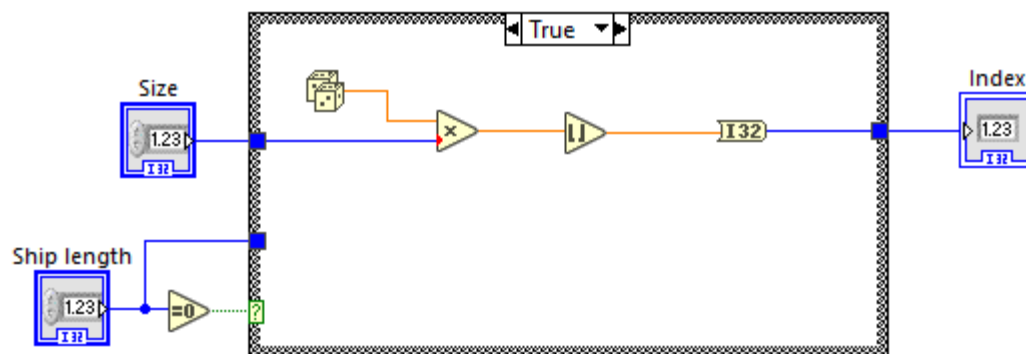 True
Size
1.23
I32
Index
1.23
I32
×
I32
Ship length
1.23
I32
=0
?